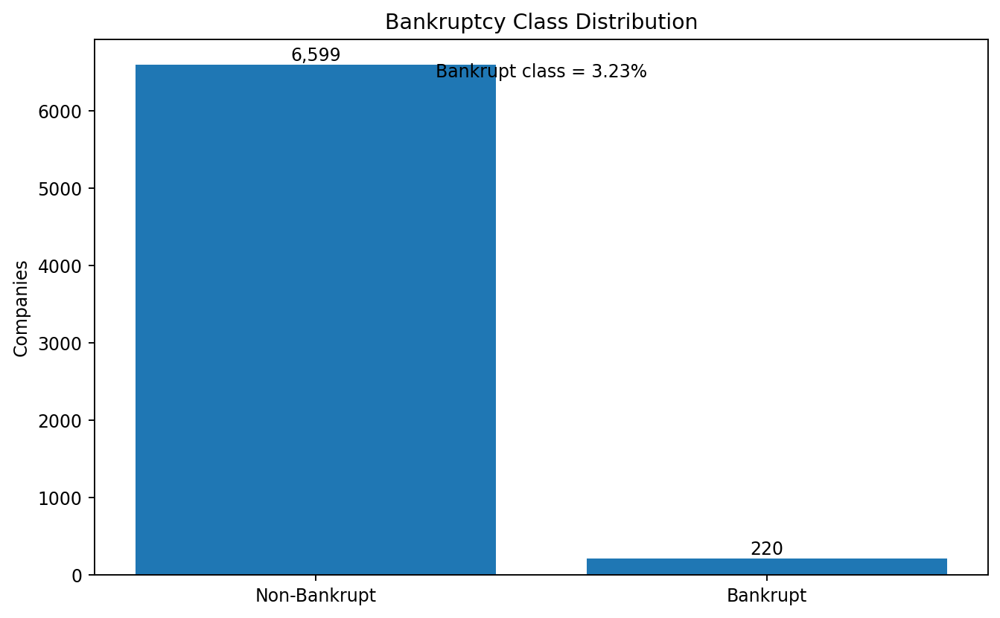 Bankruptcy Class Distribution
6,599
Bankrupt class = 3.23%
6000
5000
4000
3000
2000
1000
0
Companies
220
Non-Bankrupt
Bankrupt